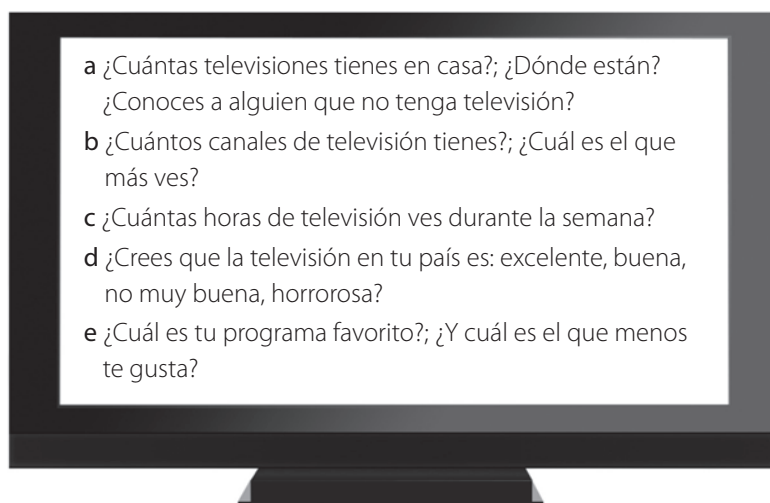 a ¿Cuántas televisiones tienes en casa?; ¿Dónde están?
¿Conoces a alguien que no tenga televisión?
b ¿Cuántos canales de televisión tienes?; ¿Cuál es el que
más ves?
c ¿Cuántas horas de televisión ves durante la semana?
d ¿Crees que la televisión en tu país es: excelente, buena,
no muy buena, horrorosa?
e ¿Cuál es tu programa favorito?; ¿Y cuál es el que menos
te gusta?